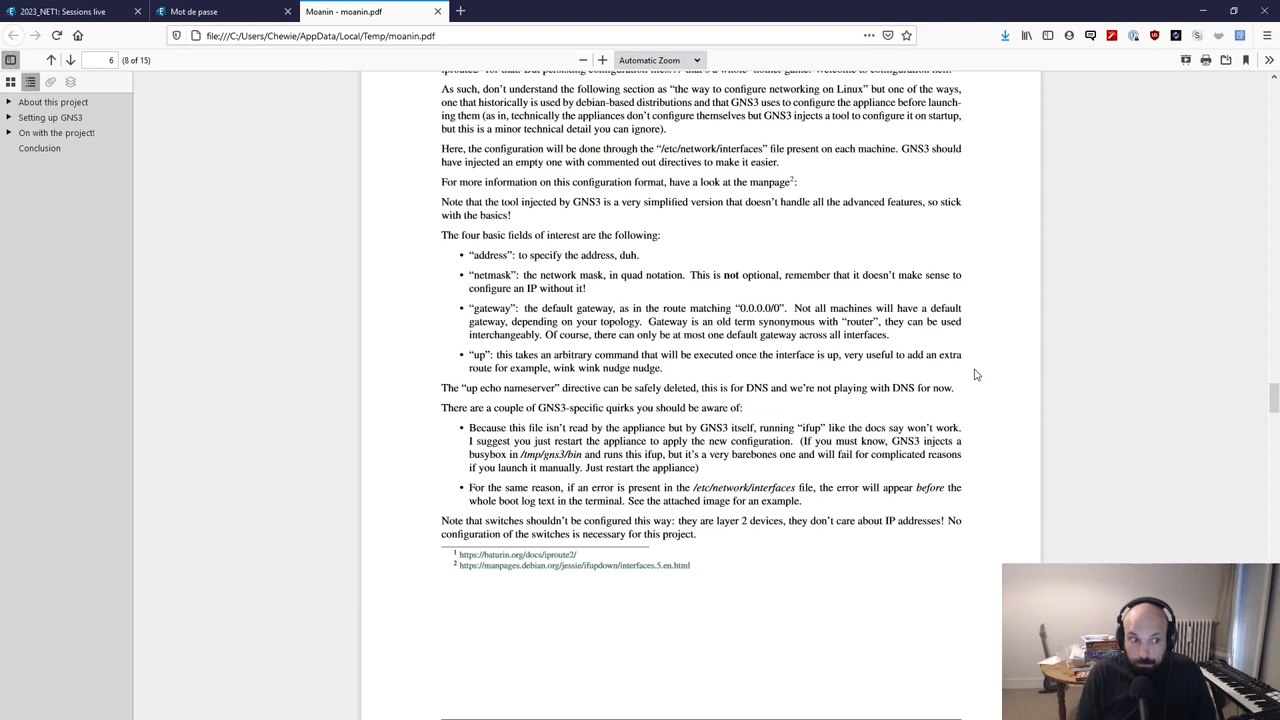 2023_NET1: Sessions live
Mot de passe
Moanin - moanin.pdf
file:///C:/Users/Chewie/AppData/Local/Temp/moanin.pdf
6 (8 of 15)
Automatic Zoom
About this project
Setting up GNS3
On with the project!
Conclusion
As such, don't understand the following section as “the way to configure networking on Linux” but one of the ways,
one that historically is used by debian-based distributions and that GNS3 uses to configure the appliance before launch-
ing them (as in, technically the appliances don't configure themselves but GNS3 injects a tool to configure it on startup,
but this is a minor technical detail you can ignore).
Here, the configuration will be done through the “/etc/network/interfaces” file present on each machine. GNS3 should
have injected an empty one with commented out directives to make it easier.
For more information on this configuration format, have a look at the manpage2:
Note that the tool injected by GNS3 is a very simplified version that doesn't handle all the advanced features, so stick
with the basics!
The four basic fields of interest are the following:
• “address”: to specify the address, duh.
• “netmask”: the network mask, in quad notation. This is not optional, remember that it doesn't make sense to
configure an IP without it!
• “gateway”: the default gateway, as in the route matching “0.0.0.0/0”. Not all machines will have a default
gateway, depending on your topology. Gateway is an old term synonymous with “router”, they can be used
interchangeably. Of course, there can only be at most one default gateway across all interfaces.
• “up”: this takes an arbitrary command that will be executed once the interface is up, very useful to add an extra
route for example, wink wink nudge nudge.
The “up echo nameserver” directive can be safely deleted, this is for DNS and we're not playing with DNS for now.
There are a couple of GNS3-specific quirks you should be aware of:
• Because this file isn't read by the appliance but by GNS3 itself, running “ifup” like the docs say won't work.
I suggest you just restart the appliance to apply the new configuration. (If you must know, GNS3 injects a
busybox in /tmp/gns3/bin and runs this ifup, but it's a very barebones one and will fail for complicated reasons
if you launch it manually. Just restart the appliance)
• For the same reason, if an error is present in the /etc/network/interfaces file, the error will appear before the
whole boot log text in the terminal. See the attached image for an example.
Note that switches shouldn't be configured this way: they are layer 2 devices, they don't care about IP addresses! No
configuration of the switches is necessary for this project.
1 https://baturin.org/docs/iproute2/
2 https://manpages.debian.org/jessie/ifupdown/interfaces.5.en.html